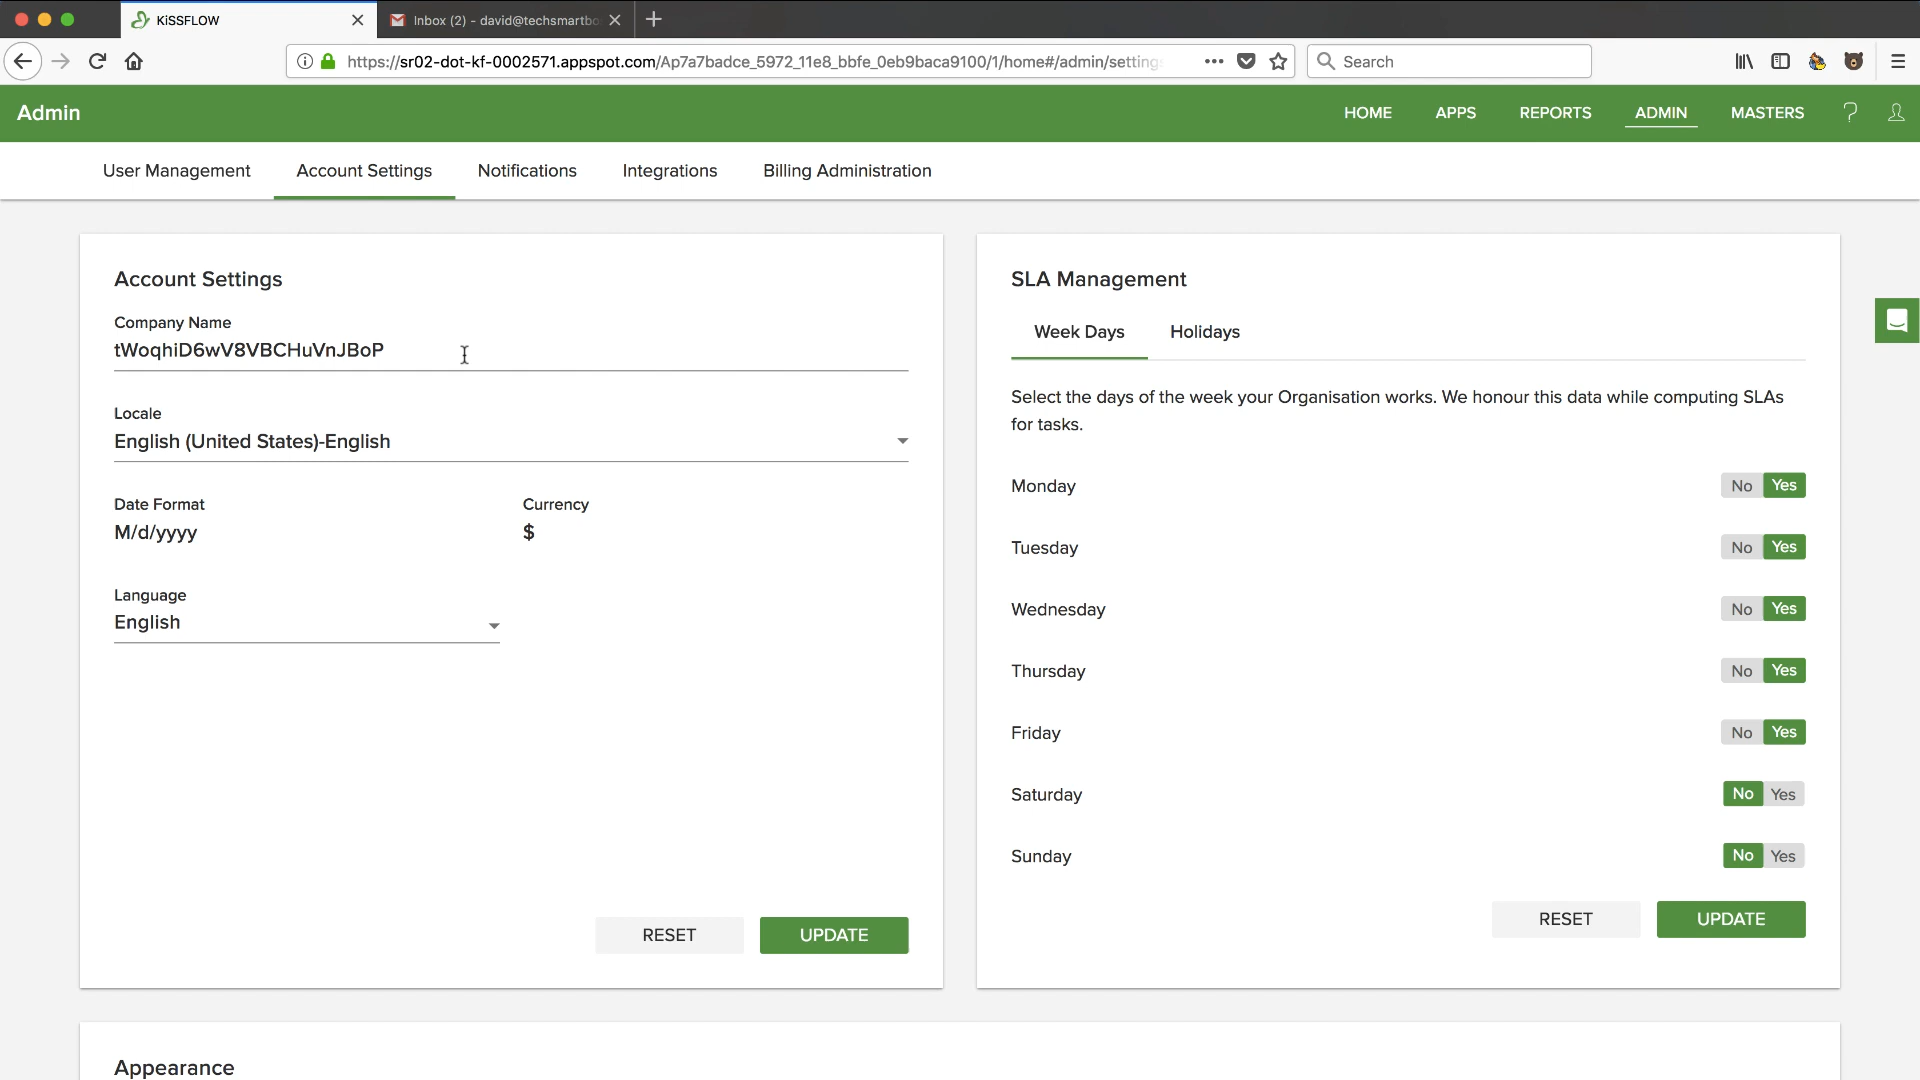 KiSSFLOW
Inbox (2) - david@techsmartbo
https://sr02-dot-kf-0002571.appspot.com/Ap7a7badce_5972_11e8_bbfe_0eb9baca9100/1/home#/admin/setting
Search
Admin
HOME APPS REPORTS ADMIN MASTERS ?
User Management Account Settings Notifications Integrations Billing Administration
Account Settings
Company Name
tWoqhiD6wV8VBCHuVnJBoP
Locale
English (United States)-English
Date Format Currency
M/d/yyyy $
Language
English
RESET UPDATE
SLA Management
Week Days Holidays
Select the days of the week your Organisation works. We honour this data while computing SLAs
for tasks.
Monday No Yes
Tuesday No Yes
Wednesday No Yes
Thursday No Yes
Friday No Yes
Saturday No Yes
Sunday No Yes
RESET UPDATE
Appearance